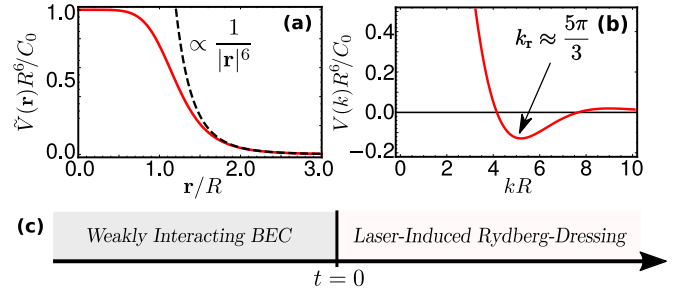 (a)
∝ 1/|r|⁶
Ṽ(r)R⁶/C₀
1.0
0.5
0.0
0.0 1.0 2.0 3.0
r/R
(b)
k_r ≈ 5π/3
V(k)R⁶/C₀
0.4
0.0
-0.2
0 2 4 6 8 10
kR
(c)
Weakly Interacting BEC
Laser-Induced Rydberg-Dressing
t = 0